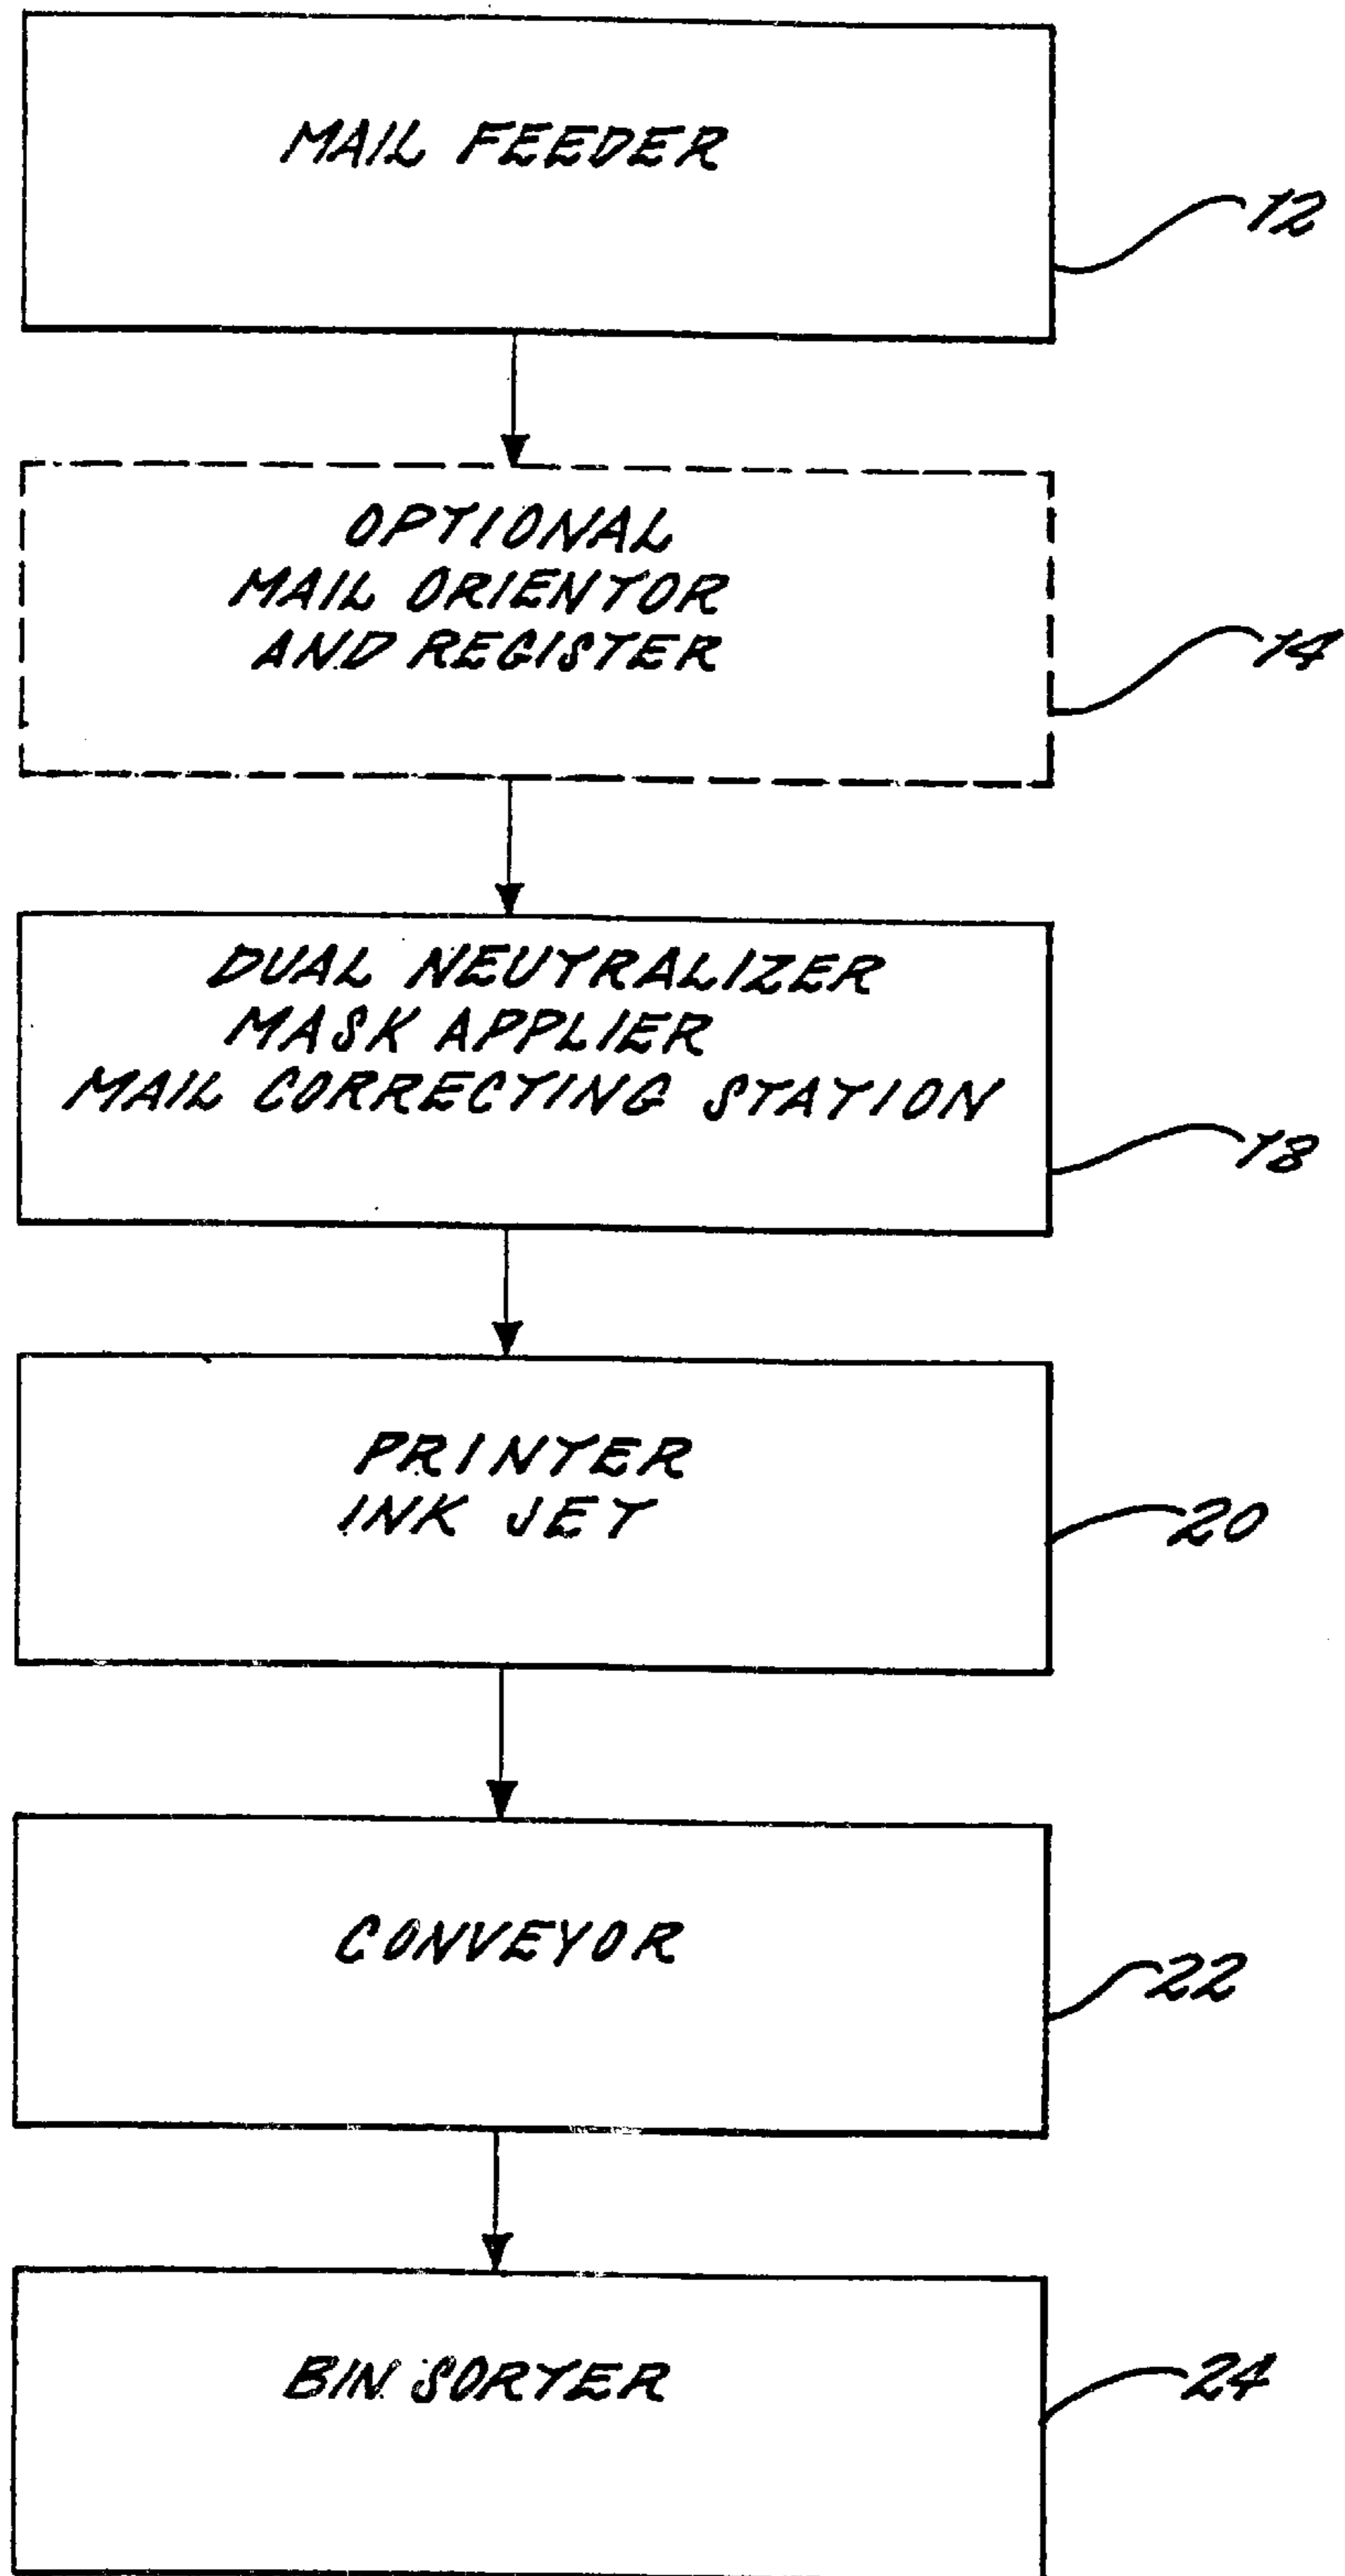 MAIL FEEDER
12
OPTIONAL
MAIL ORIENTOR
AND REGISTER
14
DUAL NEUTRALIZER
MASK APPLIER
MAIL CORRECTING STATION
18
PRINTER
INK JET
20
CONVEYOR
22
BIN SORTER
24